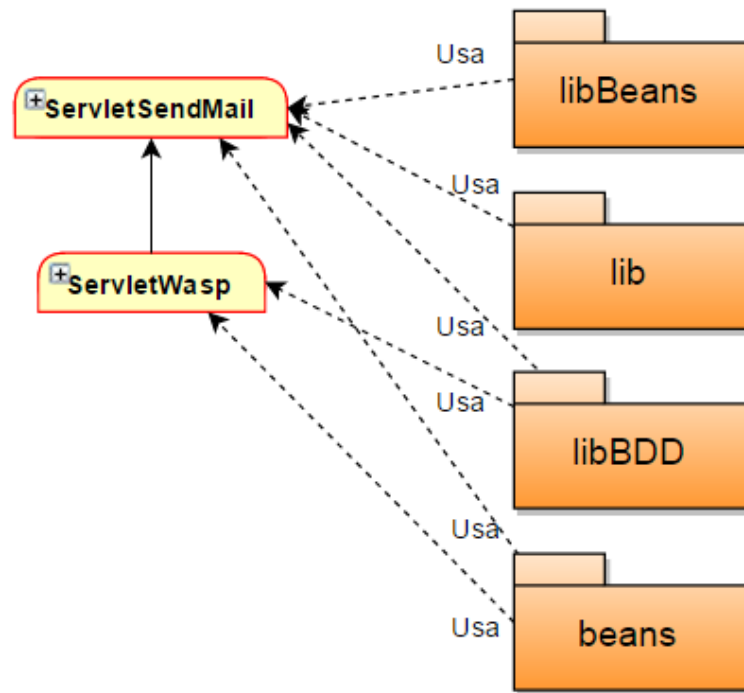 Usa
libBeans
ServletSendMail
Usa
lib
ServletWasp
Usa
Usa
libBDD
Usa
beans
Usa